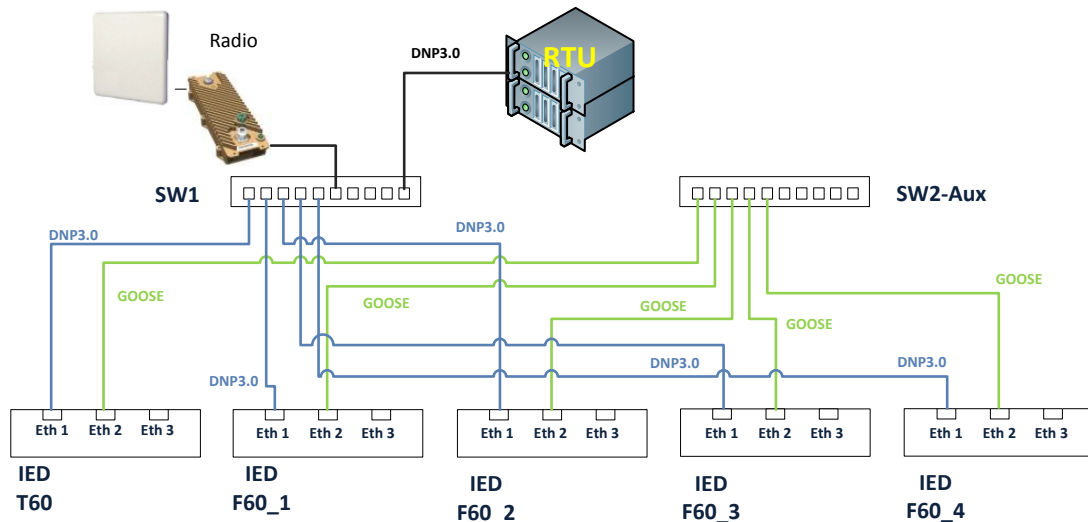 Radio
DNP3.0
RTU
SW1
SW2-Aux
DNP3.0
DNP3.0
GOOSE
GOOSE
GOOSE
GOOSE
DNP3.0
DNP3.0
DNP3.0
Eth 1 Eth 2 Eth 3
Eth 1 Eth 2 Eth 3
Eth 1 Eth 2 Eth 3
Eth 1 Eth 2 Eth 3
Eth 1 Eth 2 Eth 3
IED
T60
IED
F60_1
IED
F60_2
IED
F60_3
IED
F60_4